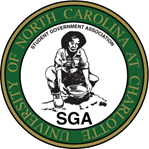 UNIVERSITY OF NORTH CAROLINA AT CHARLOTTE
STUDENT GOVERNMENT ASSOCIATION
SGA